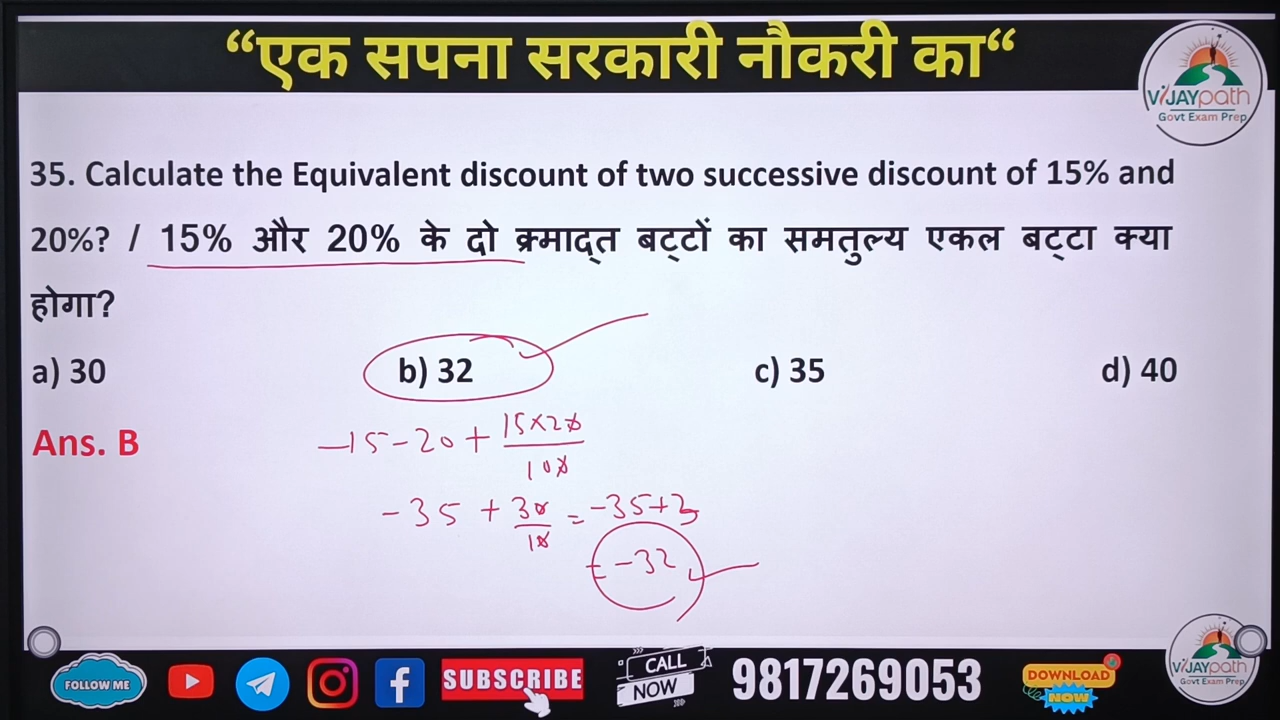 “एक सपना सरकारी नौकरी का“
VIJAYpath
Govt Exam Prep
35. Calculate the Equivalent discount of two successive discount of 15% and
20%? / 15% और 20% के दो क्र्मादृत बट्टों का समतुल्य एकल बट्टा क्या
होगा?
a) 30 b) 32 c) 35 d) 40
Ans. B
-15-20+ 15×20/100
-35 + 30/10 = -35+3
= -32
FOLLOW ME
SUBSCRIBE
CALL
NOW
9817269053
DOWNLOAD
NOW
VIJAYpath
Govt Exam Prep